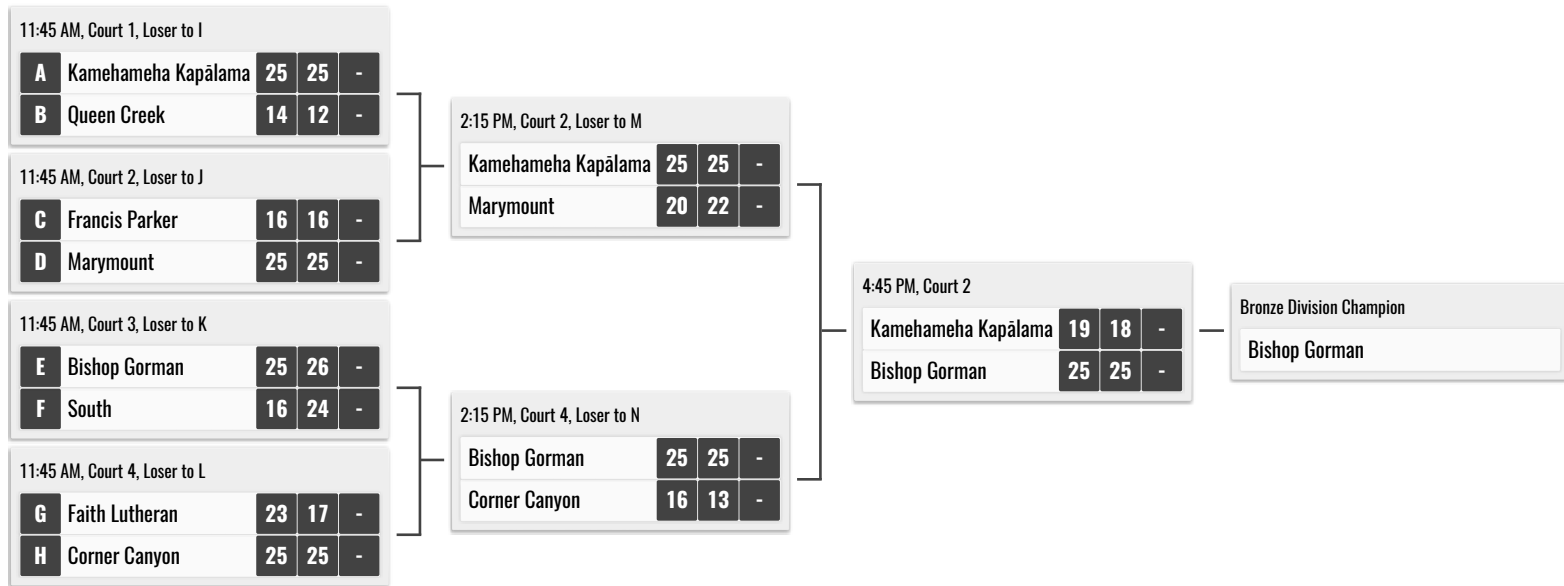 11:45 AM, Court 1, Loser to I
A Kamehameha Kapālama 25 25 -
B Queen Creek 14 12 -
11:45 AM, Court 2, Loser to J
C Francis Parker 16 16 -
D Marymount 25 25 -
11:45 AM, Court 3, Loser to K
E Bishop Gorman 25 26 -
F South 16 24 -
11:45 AM, Court 4, Loser to L
G Faith Lutheran 23 17 -
H Corner Canyon 25 25 -
2:15 PM, Court 2, Loser to M
Kamehameha Kapālama 25 25 -
Marymount 20 22 -
2:15 PM, Court 4, Loser to N
Bishop Gorman 25 25 -
Corner Canyon 16 13 -
4:45 PM, Court 2
Kamehameha Kapālama 19 18 -
Bishop Gorman 25 25 -
Bronze Division Champion
Bishop Gorman